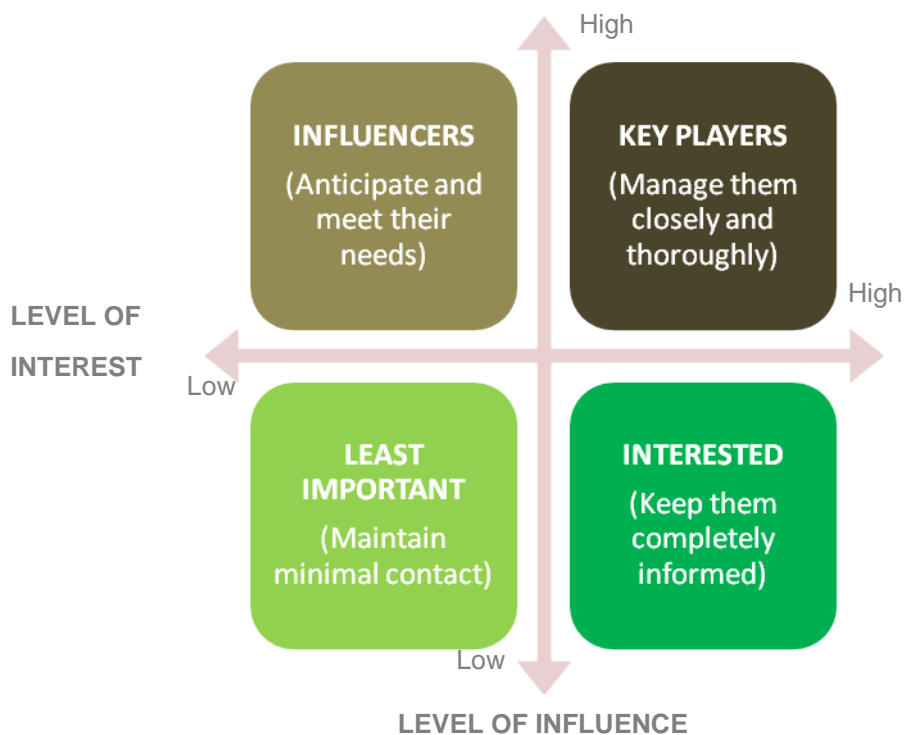 High
INFLUENCERS
(Anticipate and
meet their
needs)
KEY PLAYERS
(Manage them
closely and
thoroughly)
High
LEVEL OF
INTEREST
Low
LEAST
IMPORTANT
(Maintain
minimal contact)
INTERESTED
(Keep them
completely
informed)
Low
LEVEL OF INFLUENCE